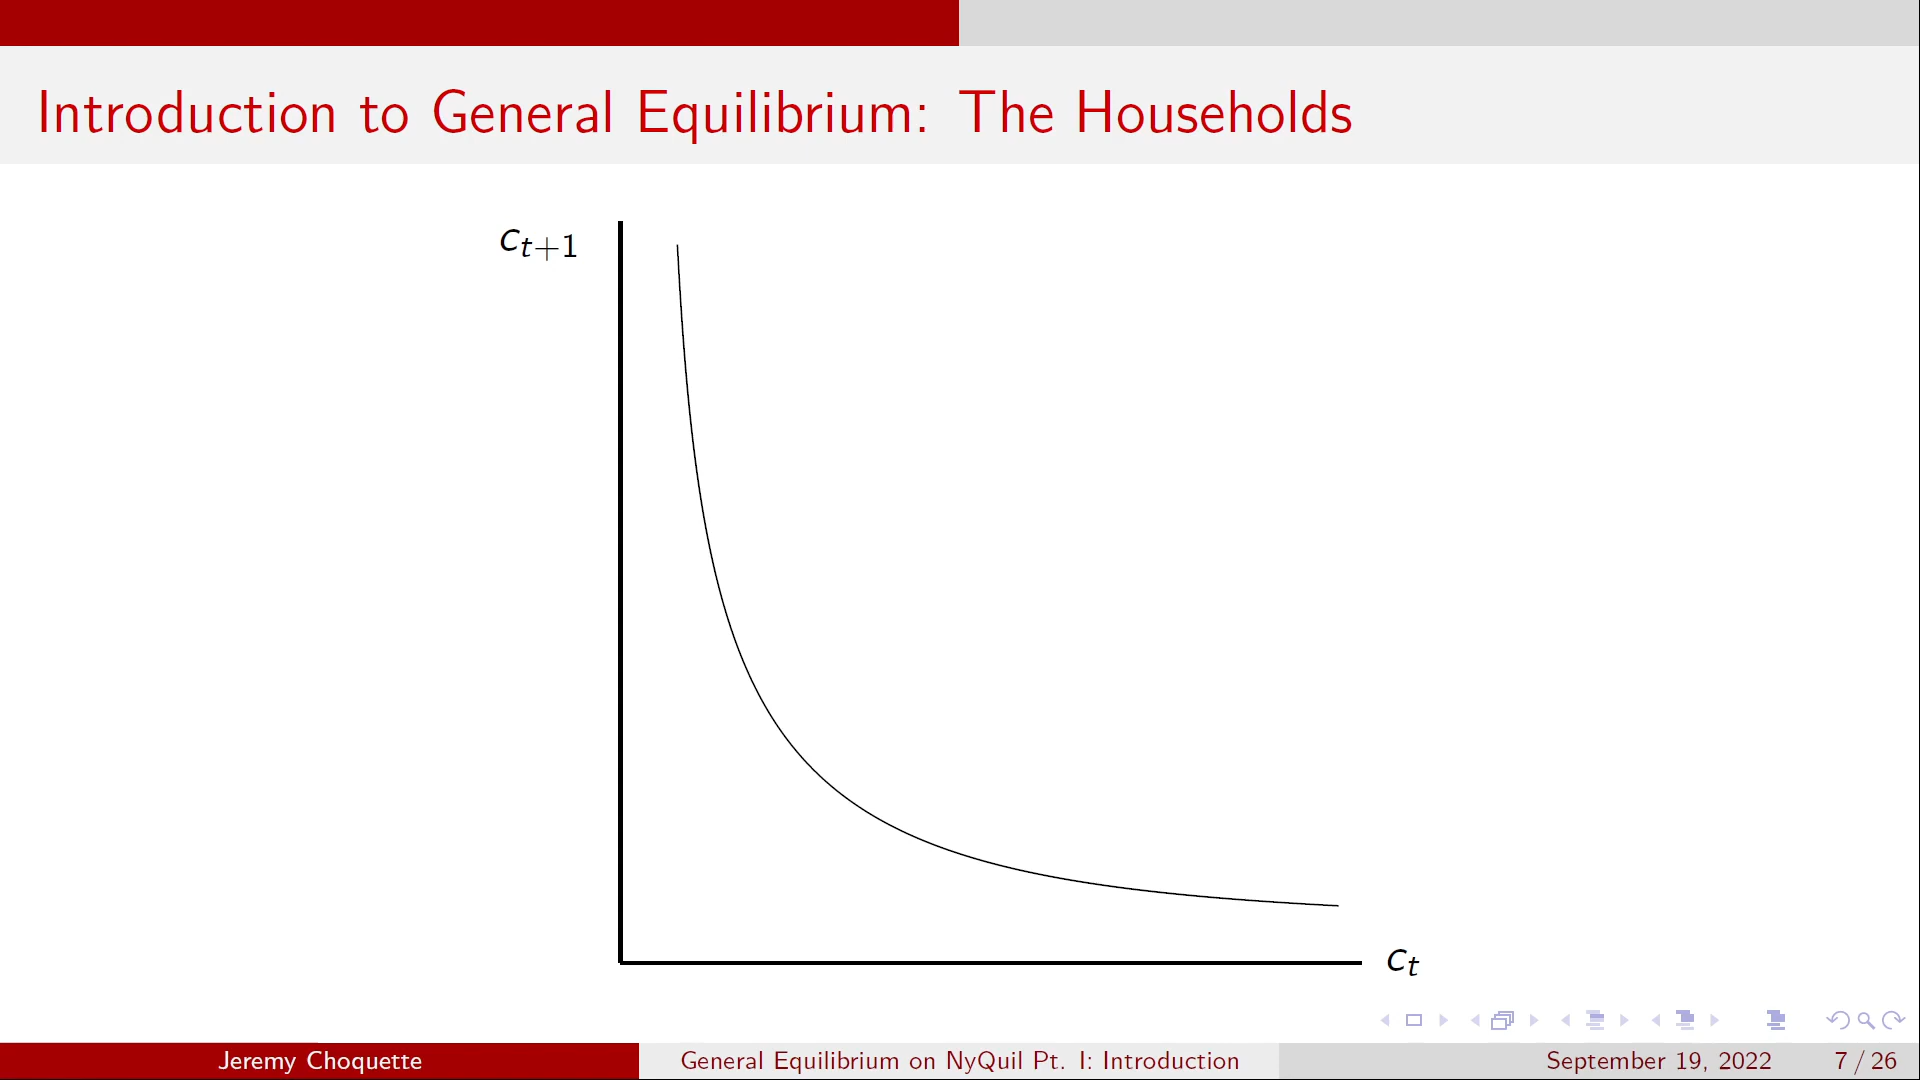 Introduction to General Equilibrium: The Households
c_{t+1}
c_t
Jeremy Choquette
General Equilibrium on NyQuil Pt. I: Introduction
September 19, 2022
7 / 26